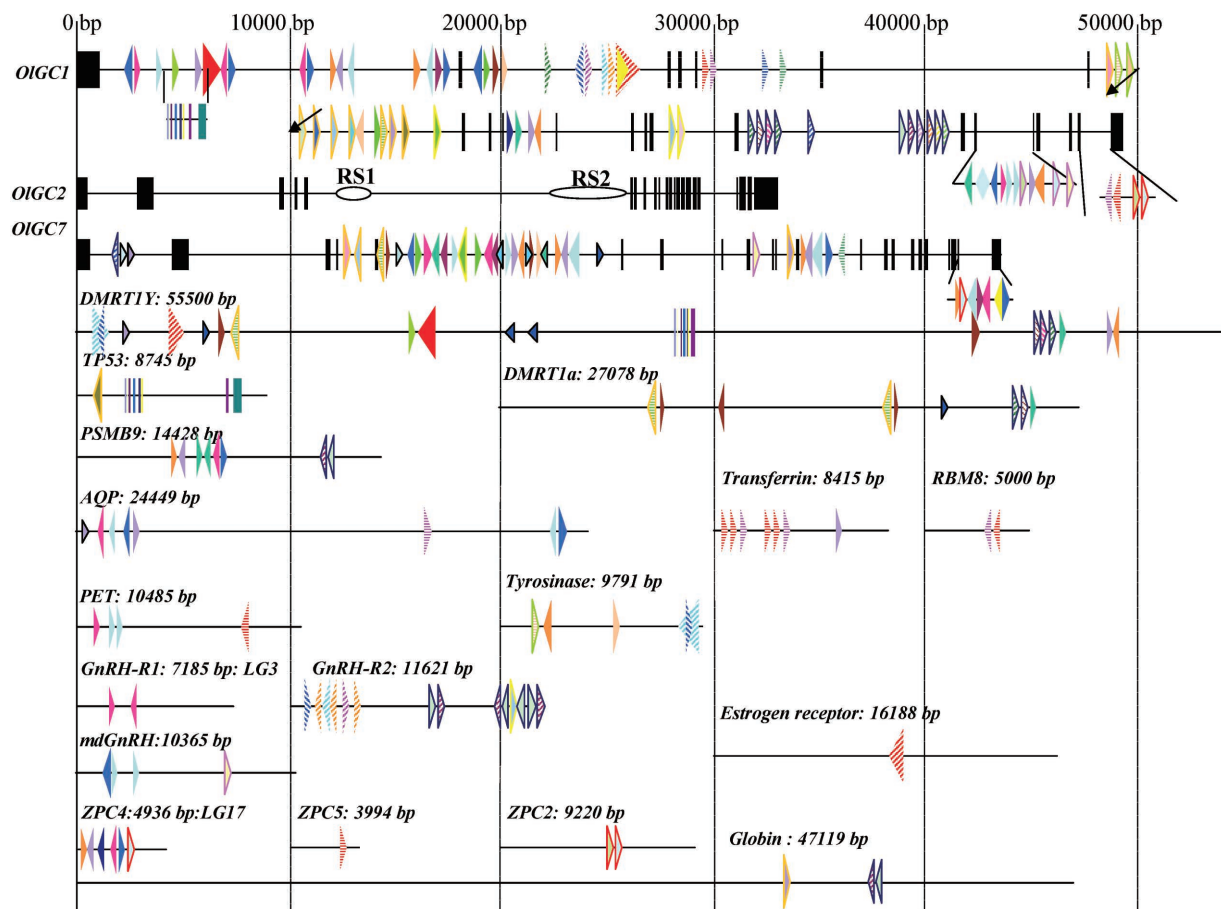 0 bp 10000 bp 20000 bp 30000 bp 40000 bp 50000 bp
OlGC1
OlGC2 RS1 RS2
OlGC7
DMRT1Y: 55500 bp
TP53: 8745 bp DMRT1a: 27078 bp
PSMB9: 14428 bp
Transferrin: 8415 bp RBM8: 5000 bp
AQP: 24449 bp
PET: 10485 bp Tyrosinase: 9791 bp
GnRH-R1: 7185 bp: LG3 GnRH-R2: 11621 bp
Estrogen receptor: 16188 bp
mdGnRH:10365 bp
ZPC4:4936 bp:LG17 ZPC5: 3994 bp ZPC2: 9220 bp
Globin : 47119 bp